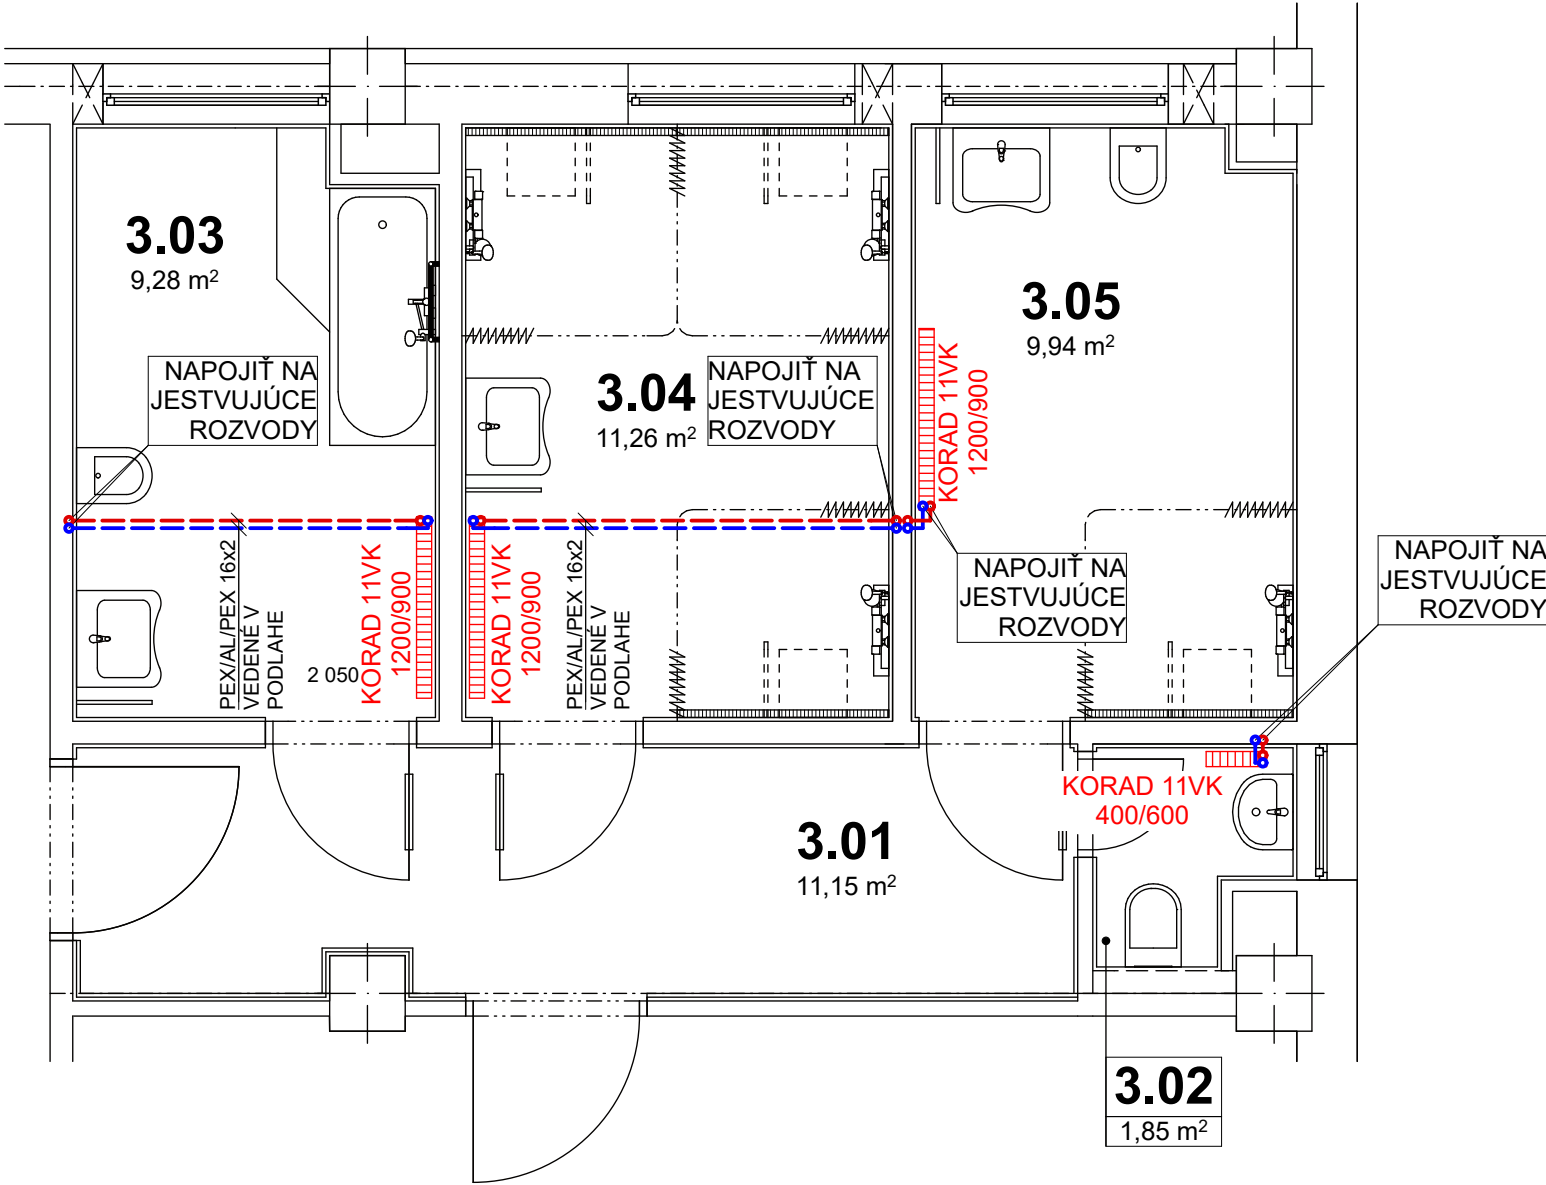 3.03
9,28 m²
NAPOJIŤ NA
JESTVUJÚCE
ROZVODY
3.04
11,26 m²
NAPOJIŤ NA
JESTVUJÚCE
ROZVODY
3.05
9,94 m²
KORAD 11VK
1200/900
PEX/AL/PEX 16x2
VEDENÉ V
PODLAHE
2 050
KORAD 11VK
1200/900
KORAD 11VK
1200/900
PEX/AL/PEX 16x2
VEDENÉ V
PODLAHE
NAPOJIŤ NA
JESTVUJÚCE
ROZVODY
NAPOJIŤ NA
JESTVUJÚCE
ROZVODY
KORAD 11VK
400/600
3.01
11,15 m²
3.02
1,85 m²